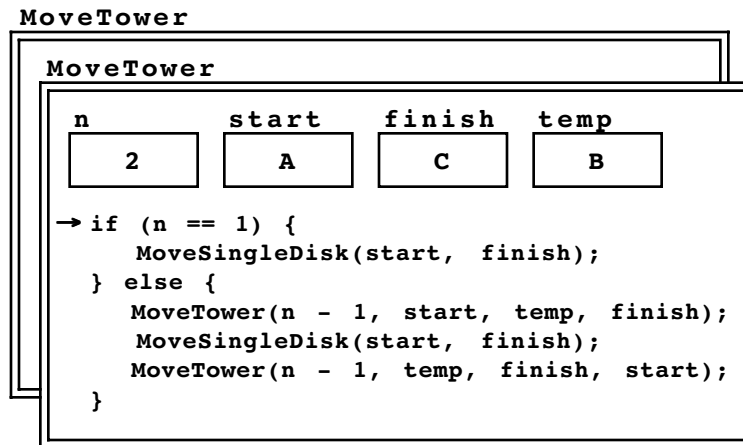 MoveTower
MoveTower
n start finish temp
2 A C B
→ if (n == 1) {
MoveSingleDisk(start, finish);
} else {
MoveTower(n - 1, start, temp, finish);
MoveSingleDisk(start, finish);
MoveTower(n - 1, temp, finish, start);
}